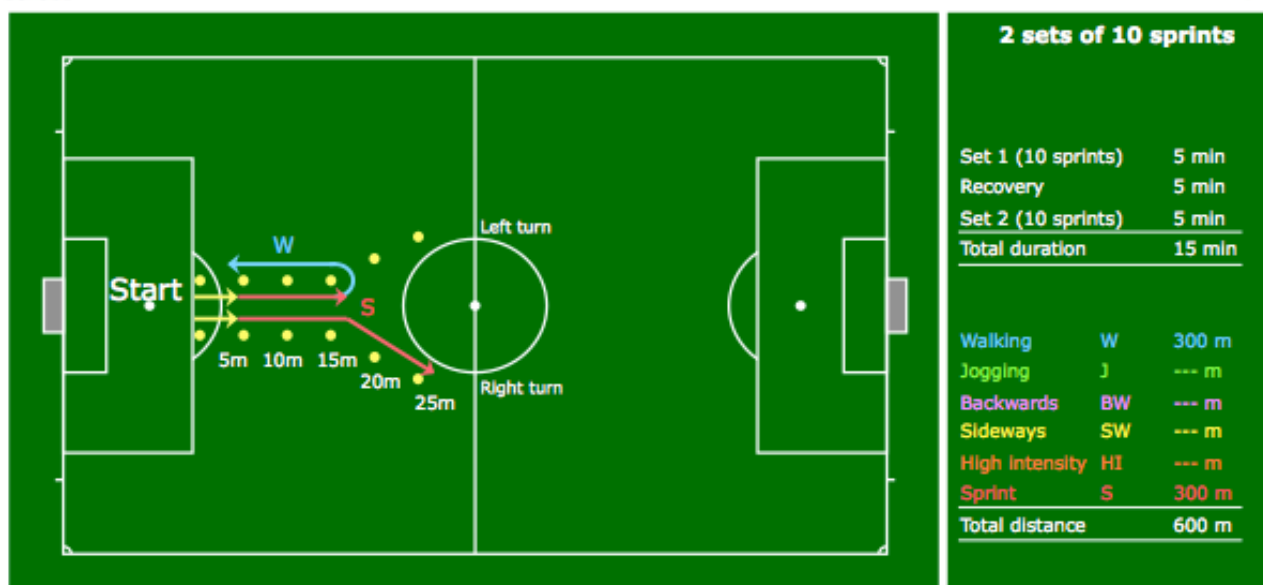 2 sets of 10 sprints
Set 1 (10 sprints) 5 min
Recovery 5 min
Set 2 (10 sprints) 5 min
Total duration 15 min
Left turn
W
Start
S
5m 10m 15m
20m
25m
Right turn
Walking W 300 m
Jogging J --- m
Backwards BW --- m
Sideways SW --- m
High intensity HI --- m
Sprint S 300 m
Total distance 600 m